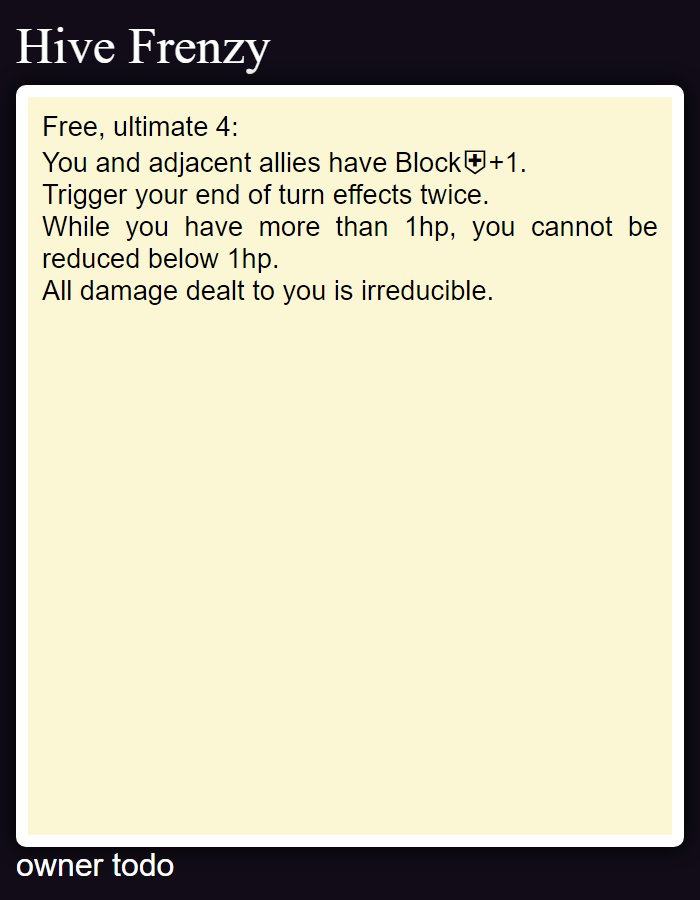 Hive Frenzy
Free, ultimate 4:
You and adjacent allies have Block⛨+1.
Trigger your end of turn effects twice.
While you have more than 1hp, you cannot be
reduced below 1hp.
All damage dealt to you is irreducible.
owner todo